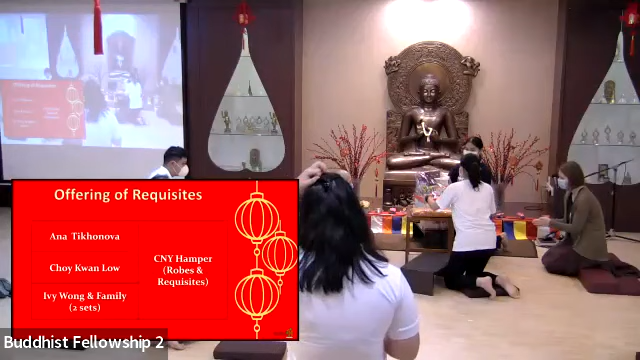 Offering of Requisites
Ana Tikhonova
Choy Kwan Low
Ivy Wong & Family
(2 sets)
CNY Hamper
(Robes &
Requisites)
Buddhist Fellowship 2